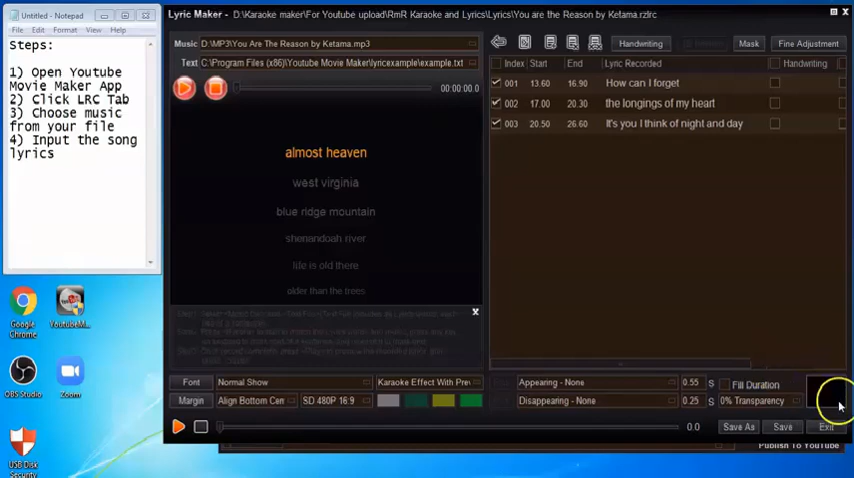 Untitled - Notepad
File Edit Format View Help
Steps:
1) Open Youtube
Movie Maker App
2) Click LRC Tab
3) Choose music
from your file
4) Input the song
lyrics
Google
Chrome
YoutubeM...
OBS Studio
Zoom
USB Disk
Security
Lyric Maker - D:\Karaoke maker\For Youtube upload\RmR Karaoke and Lyrics\Lyrics\You are the Reason by Ketama.rzlrc
Music D:\MP3\You Are The Reason by Ketama.mp3
Text C:\Program Files (x86)\Youtube Movie Maker\lyricexample\example.txt
00:00:00.0
almost heaven
west virginia
blue ridge mountain
shenandoah river
life is old there
older than the trees
X
Handwriting Mask Fine Adjustment
Index Start End Lyric Recorded Handwriting
001 13.60 16.90 How can I forget
002 17.00 20.30 the longings of my heart
003 20.50 26.60 It's you I think of night and day
Font Normal Show Karaoke Effect With Prev Appearing - None 0.55 S Fill Duration
Margin Align Bottom Cen SD 480P 16:9 Disappearing - None 0.25 S 0% Transparency
0.0 Save As Save Exit
Publish To YouTube